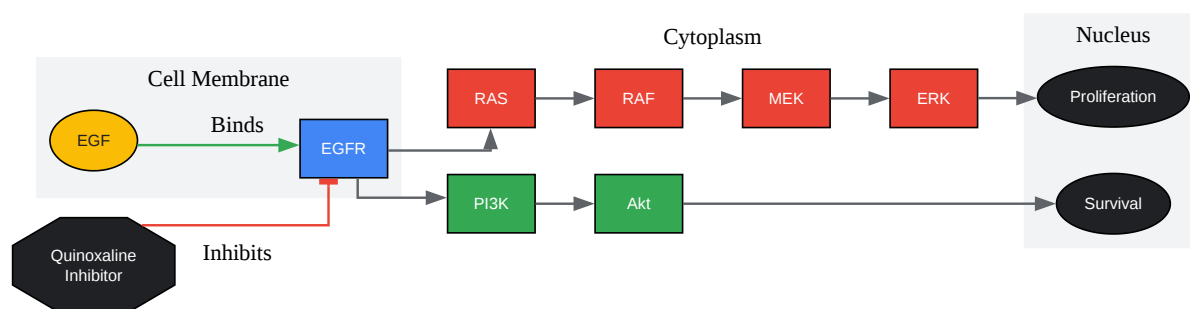 Cytoplasm
Nucleus
Cell Membrane
EGF
Binds
EGFR
RAS
RAF
MEK
ERK
Proliferation
PI3K
Akt
Survival
Quinoxaline
Inhibitor
Inhibits